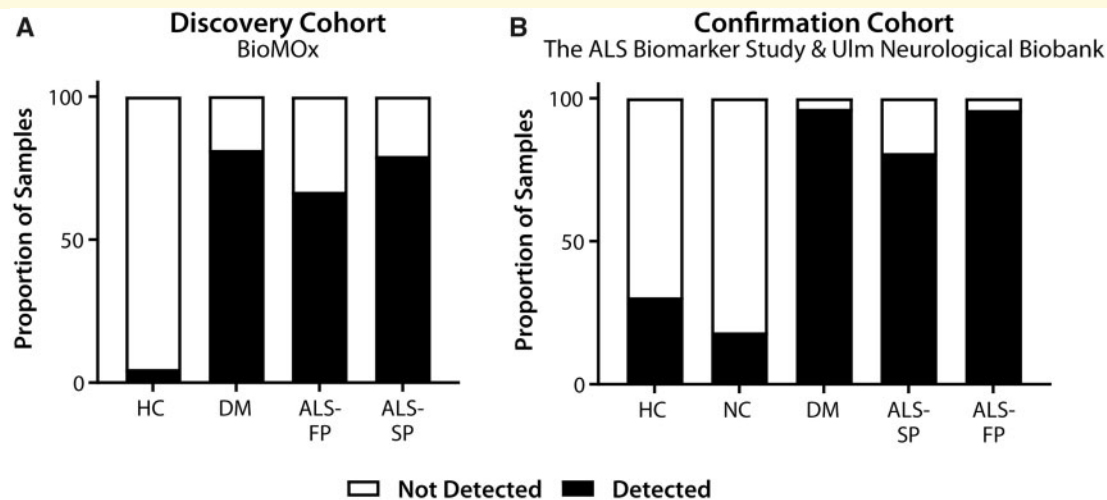 A
Discovery Cohort
BioMOx
Proportion of Samples
100
50
0
HC DM ALS-FP ALS-SP
B
Confirmation Cohort
The ALS Biomarker Study & Ulm Neurological Biobank
Proportion of Samples
100
50
0
HC NC DM ALS-SP ALS-FP
Not Detected Detected